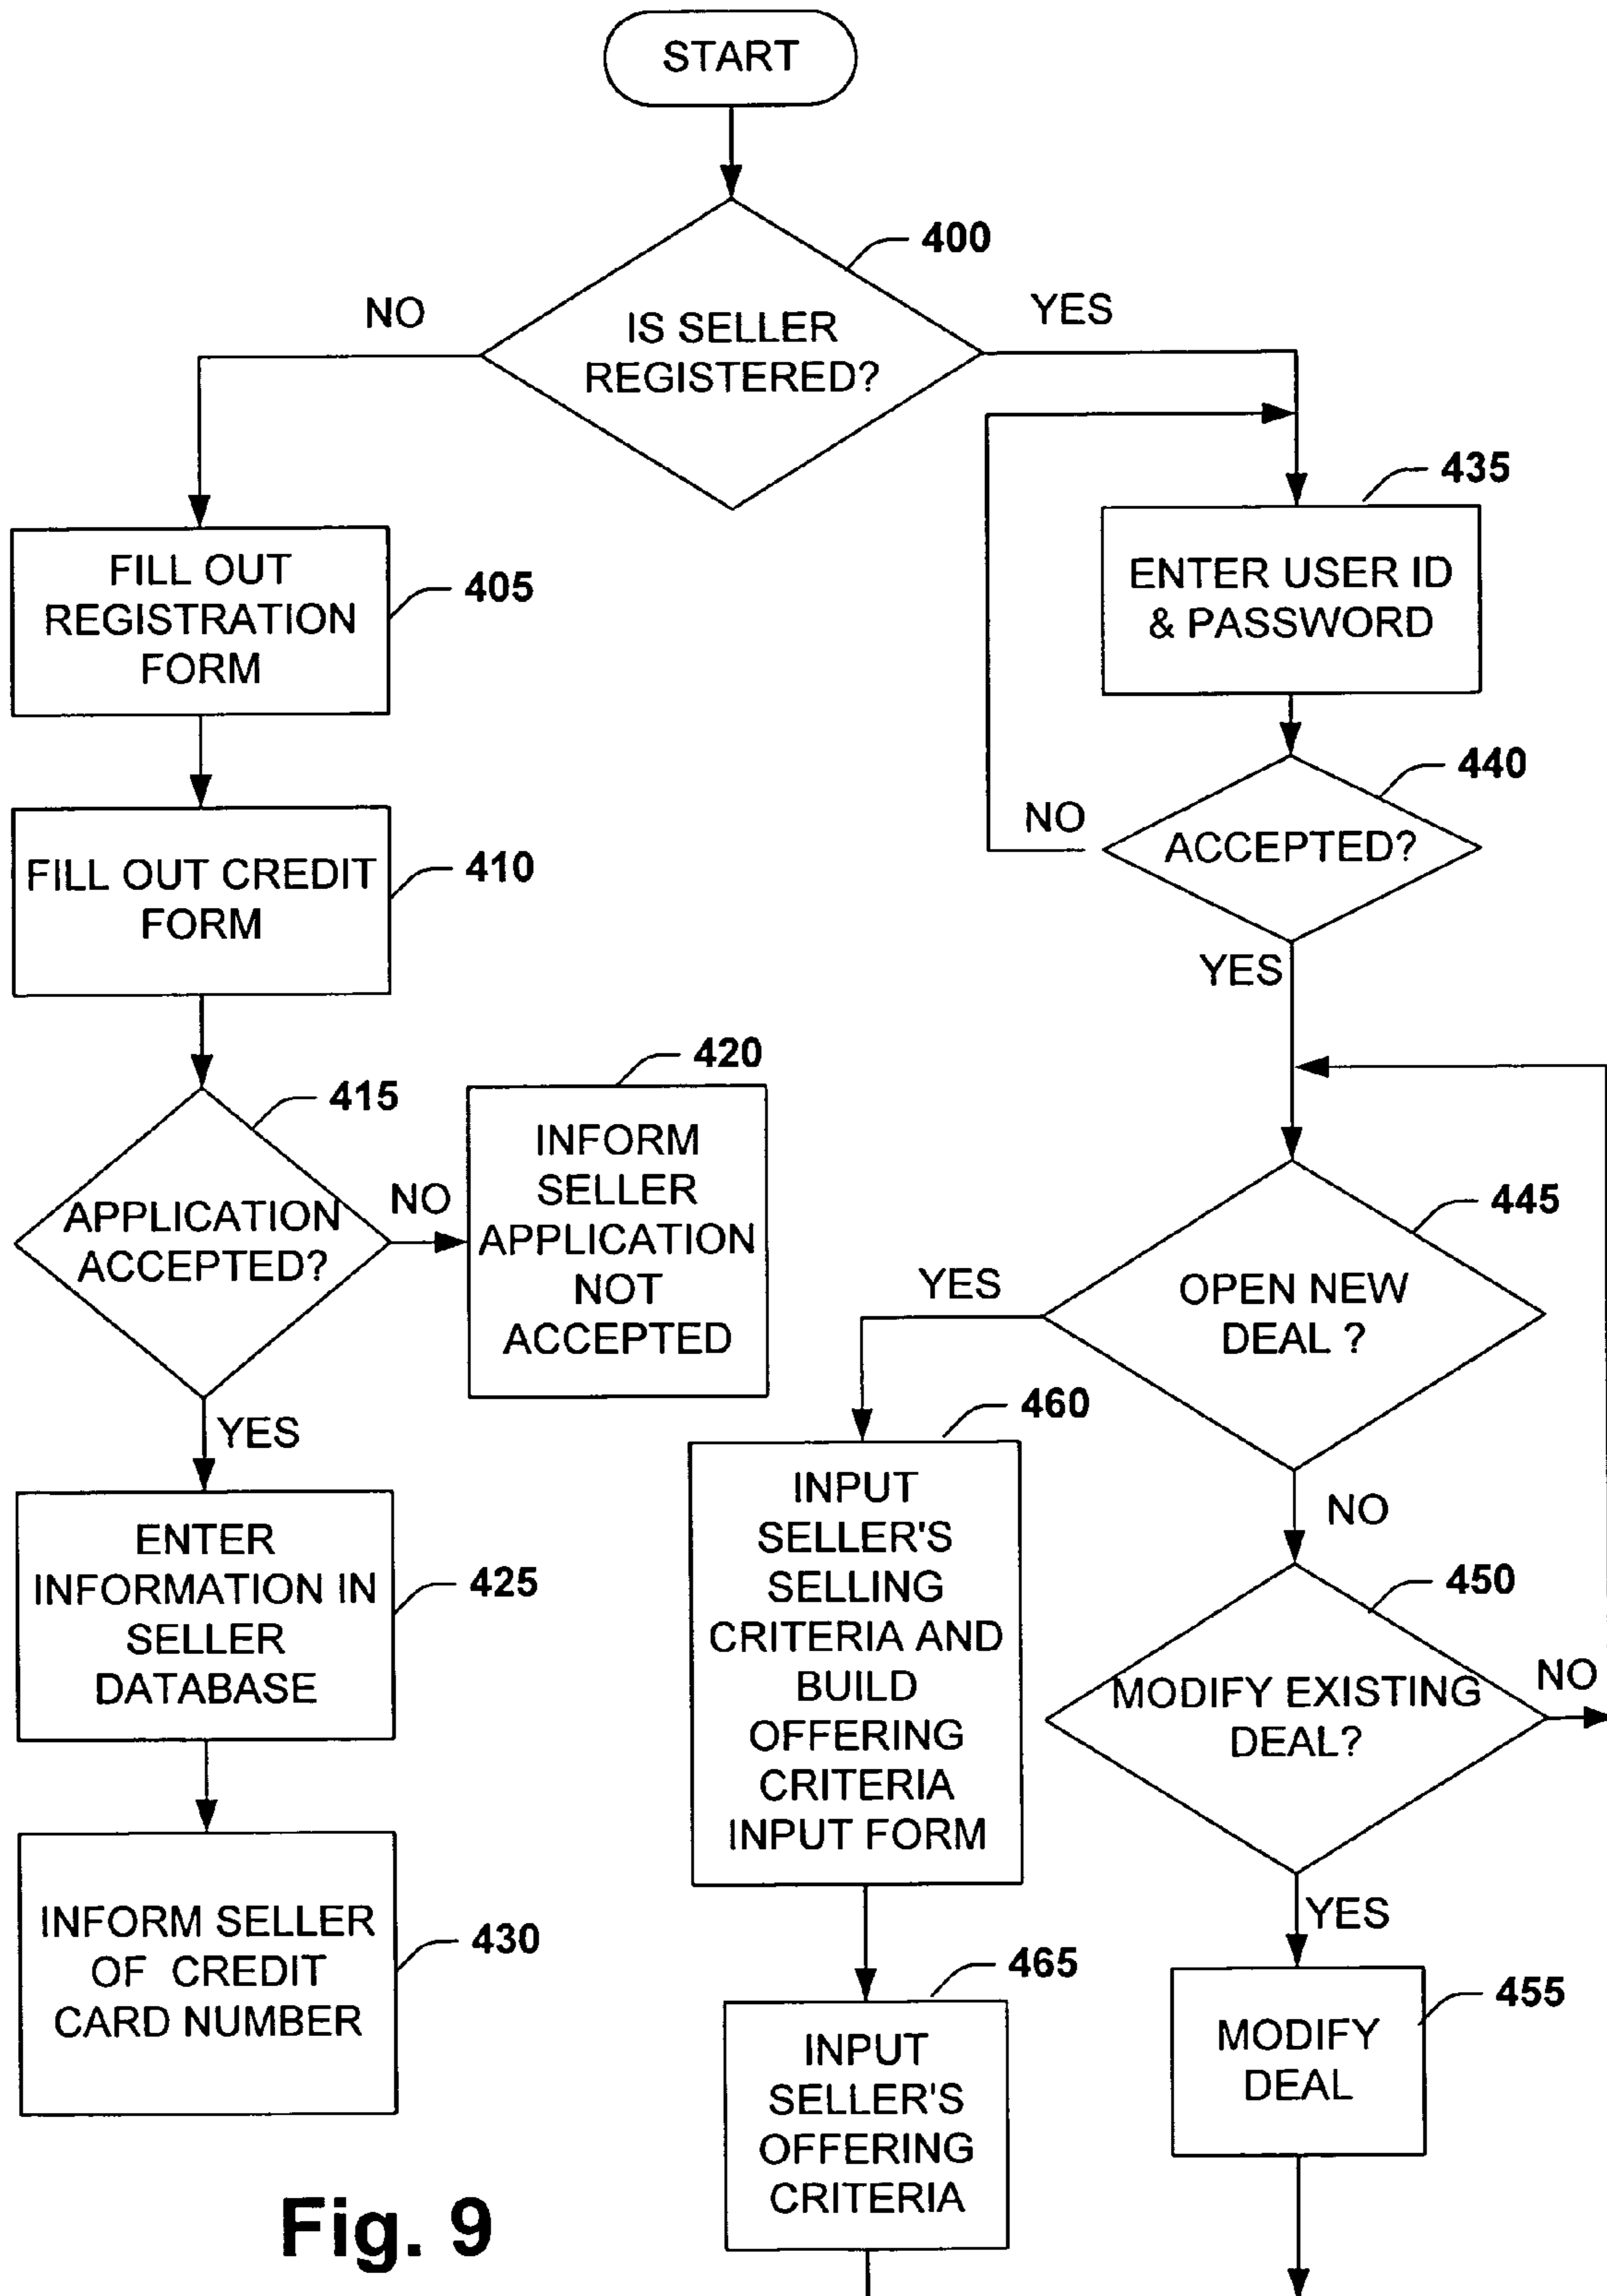 START
400
NO
YES
IS SELLER
REGISTERED?
435
FILL OUT
REGISTRATION
FORM
405
ENTER USER ID
& PASSWORD
440
NO
ACCEPTED?
FILL OUT CREDIT
FORM
410
YES
420
415
INFORM
SELLER
APPLICATION
NOT
ACCEPTED
NO
APPLICATION
ACCEPTED?
445
YES
OPEN NEW
DEAL ?
460
YES
INPUT
SELLER'S
SELLING
CRITERIA AND
BUILD
OFFERING
CRITERIA
INPUT FORM
NO
ENTER
INFORMATION IN
SELLER
DATABASE
425
450
NO
MODIFY EXISTING
DEAL?
YES
INFORM SELLER
OF CREDIT
CARD NUMBER
430
465
455
INPUT
SELLER'S
OFFERING
CRITERIA
MODIFY
DEAL
Fig. 9